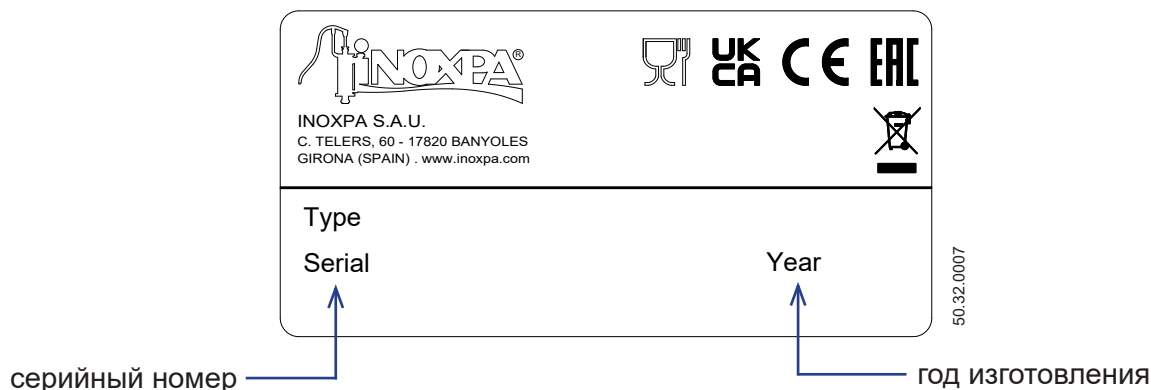 INOXPA®
UK
CA CE EAC
INOXPA S.A.U.
C. TELERS, 60 - 17820 BANYOLES
GIRONA (SPAIN) . www.inoxpa.com
Type
Serial Year
50.32.0007
серийный номер год изготовления